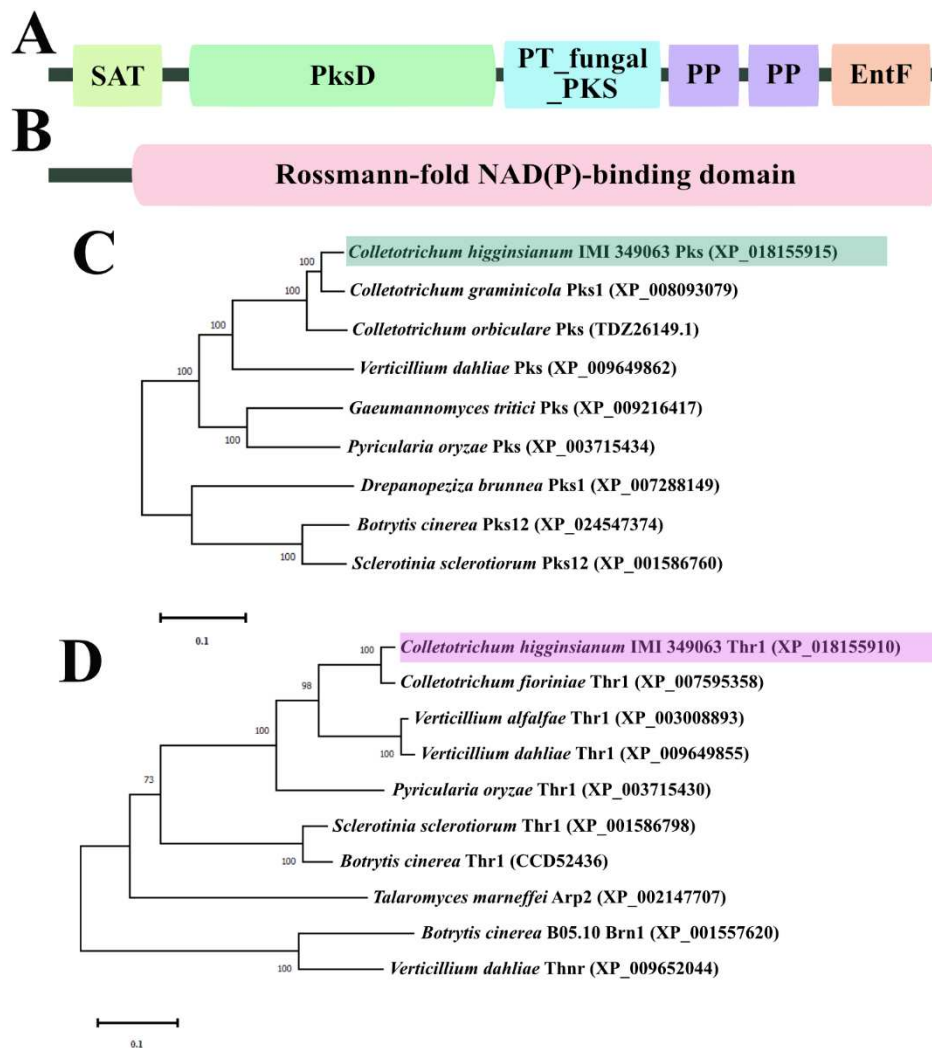 A
SAT
PksD
PT_fungal
_PKS
PP
PP
EntF
B
Rossmann-fold NAD(P)-binding domain
C
100
Colletotrichum higginsianum IMI 349063 Pks (XP_018155915)
Colletotrichum graminicola Pks1 (XP_008093079)
100
Colletotrichum orbiculare Pks (TDZ26149.1)
100
Verticillium dahliae Pks (XP_009649862)
100
Gaeumannomyces tritici Pks (XP_009216417)
100
Pyricularia oryzae Pks (XP_003715434)
Drepanopeziza brunnea Pks1 (XP_007288149)
Botrytis cinerea Pks12 (XP_024547374)
100
Sclerotinia sclerotiorum Pks12 (XP_001586760)
0.1
D
100
Colletotrichum higginsianum IMI 349063 Thr1 (XP_018155910)
Colletotrichum fioriniae Thr1 (XP_007595358)
98
Verticillium alfalfae Thr1 (XP_003008893)
100
Verticillium dahliae Thr1 (XP_009649855)
100
Pyricularia oryzae Thr1 (XP_003715430)
73
Sclerotinia sclerotiorum Thr1 (XP_001586798)
100
Botrytis cinerea Thr1 (CCD52436)
Talaromyces marneffei Arp2 (XP_002147707)
Botrytis cinerea B05.10 Brn1 (XP_001557620)
100
Verticillium dahliae Thnr (XP_009652044)
0.1